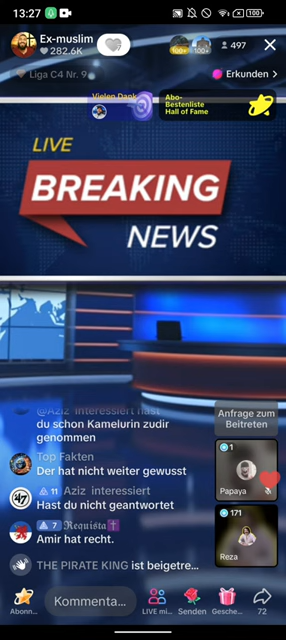 13:27
100
Ex-muslim
282.6K
100+
100+
497
Liga C4 Nr. 9
Erkunden >
Vielen Dank
Abo-
Bestenliste
Hall of Fame
LIVE
BREAKING
NEWS
@Aziz interessiert hast
du schon Kamelurin zudir
genommen
Top Fakten
Der hat nicht weiter gewusst
11 Aziz interessiert
Hast du nicht geantwortet
7 ℜ𝔢𝔮𝔲𝔦𝔰𝔱𝔞
Amir hat recht.
THE PIRATE KING ist beigetre...
Anfrage zum
Beitreten
1
Papaya
171
Reza
Abonn...
Kommenta...
LIVE mi...
Senden
Gesche...
72